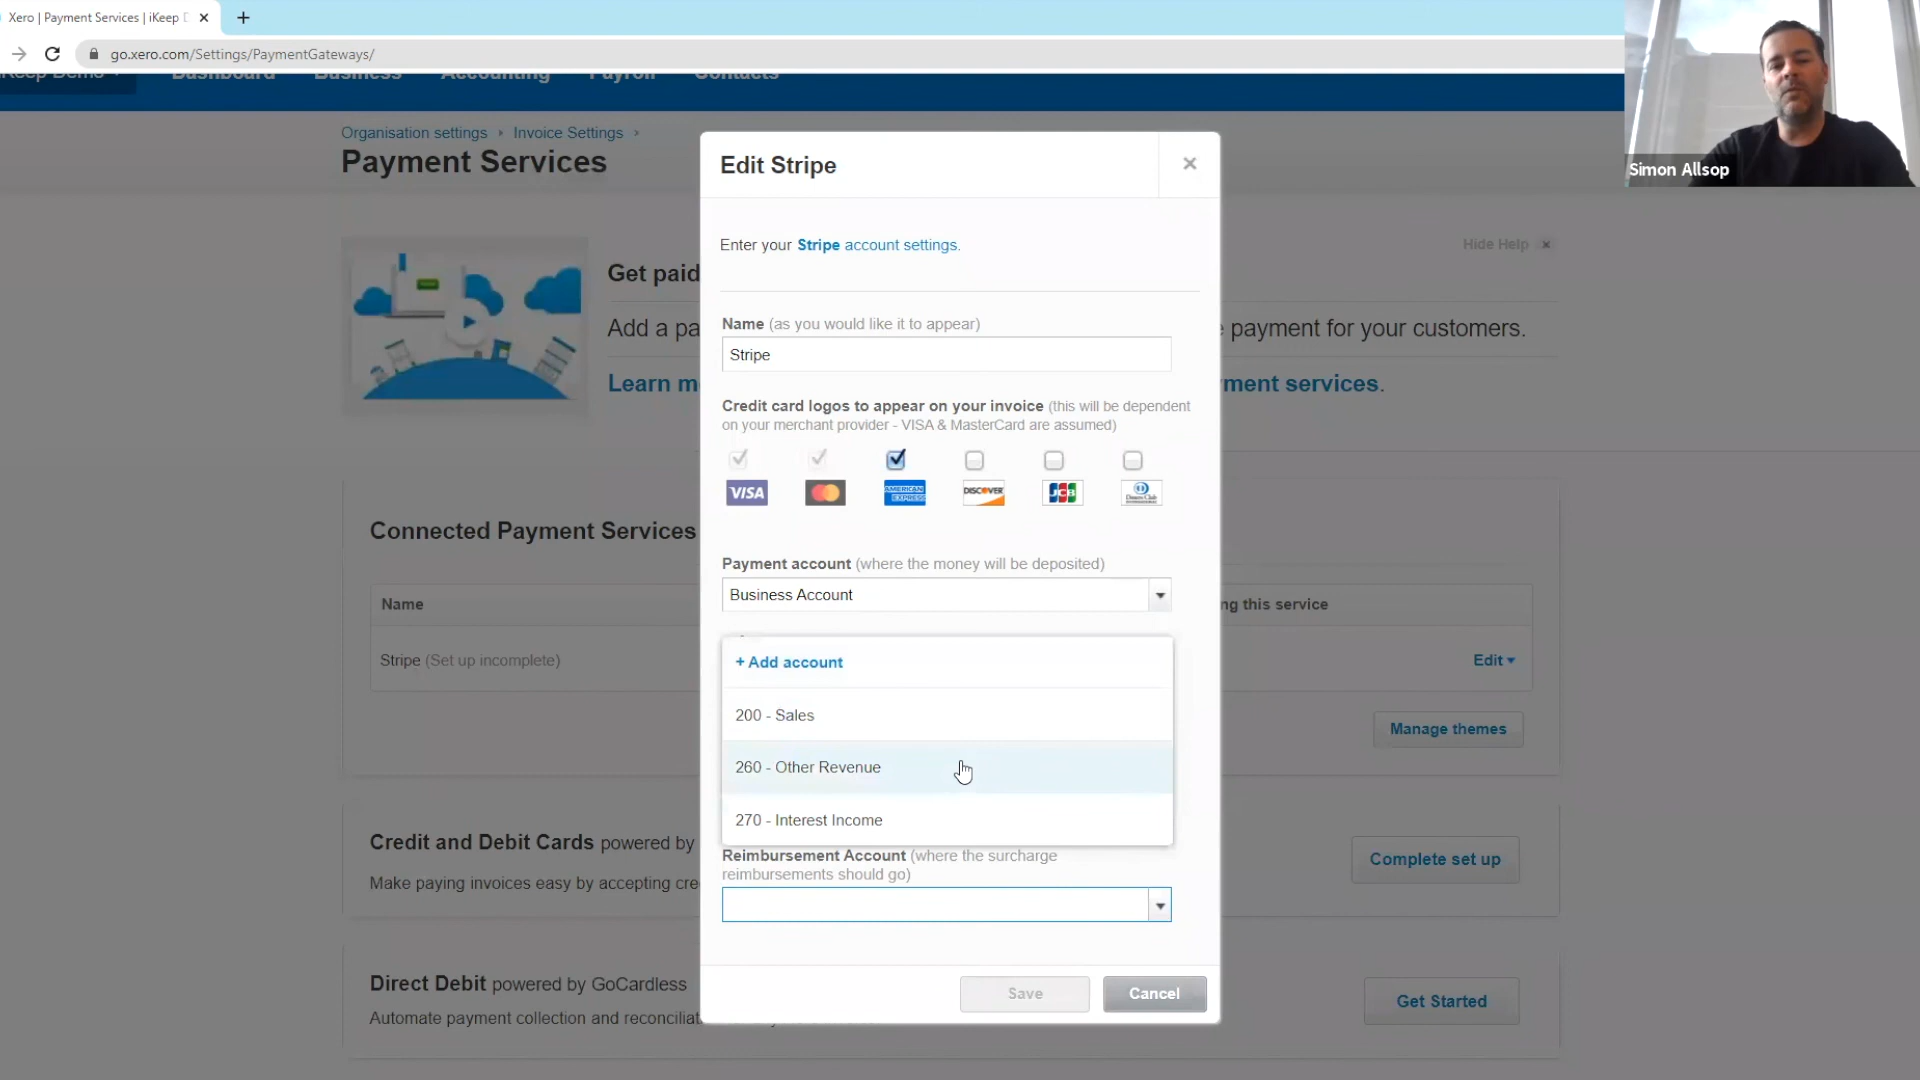 Xero | Payment Services | iKeep D
go.xero.com/Settings/PaymentGateways/
iKeep Demo Dashboard Business Accounting Payroll Contacts
Simon Allsop
Organisation settings › Invoice Settings ›
Payment Services
Hide Help ×
Get paid
Add a pa
e payment for your customers.
Learn m
ment services.
Connected Payment Services
Name
ng this service
Stripe (Set up incomplete)
Edit
Manage themes
Credit and Debit Cards powered by
Make paying invoices easy by accepting cre
Complete set up
Direct Debit powered by GoCardless
Automate payment collection and reconciliat
Get Started
Edit Stripe
Enter your Stripe account settings.
Name (as you would like it to appear)
Stripe
Credit card logos to appear on your invoice (this will be dependent
on your merchant provider - VISA & MasterCard are assumed)
VISA
AMERICAN EXPRESS
DISCOVER
JCB
Diners Club
INTERNATIONAL
Payment account (where the money will be deposited)
Business Account
+ Add account
200 - Sales
260 - Other Revenue
270 - Interest Income
Reimbursement Account (where the surcharge
reimbursements should go)
Save
Cancel